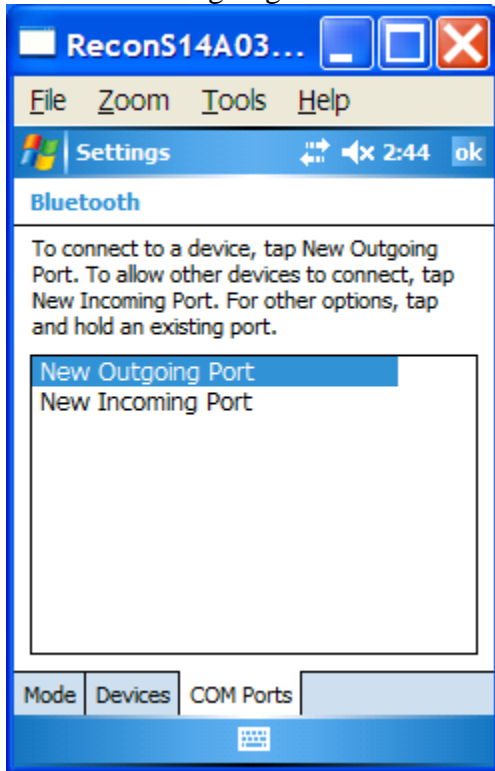 ReconS14A03...
File Zoom Tools Help
Settings 2:44 ok
Bluetooth
To connect to a device, tap New Outgoing
Port. To allow other devices to connect, tap
New Incoming Port. For other options, tap
and hold an existing port.
New Outgoing Port
New Incoming Port
Mode Devices COM Ports